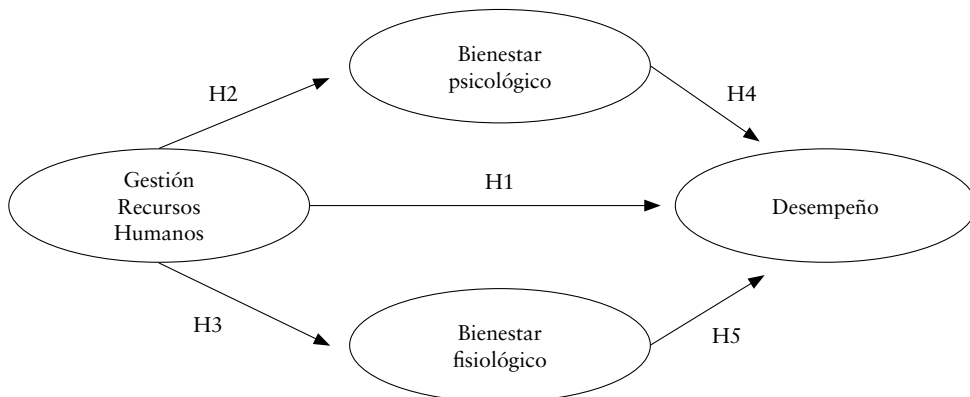 Bienestar
psicológico
H2
H4
Gestión
Recursos
Humanos
H1
Desempeño
H3
Bienestar
fisiológico
H5